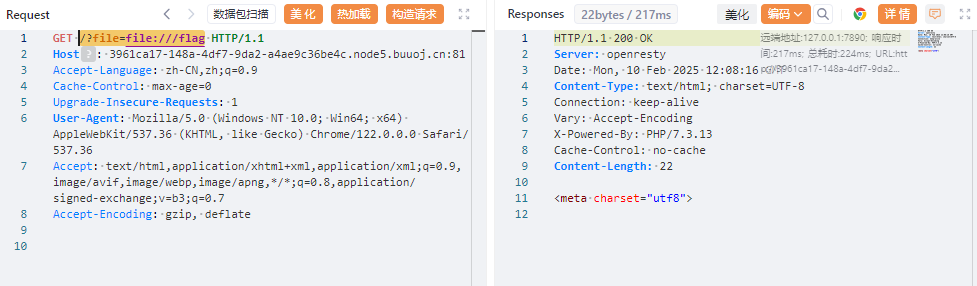 Request
数据包扫描
美 化
热加载
构造请求
1 GET /?file=file:///flag HTTP/1.1
2 Host ? : 3961ca17-148a-4df7-9da2-a4ae9c36be4c.node5.buuoj.cn:81
3 Accept-Language: zh-CN,zh;q=0.9
4 Cache-Control: max-age=0
5 Upgrade-Insecure-Requests: 1
6 User-Agent: Mozilla/5.0 (Windows NT 10.0; Win64; x64)
AppleWebKit/537.36 (KHTML, like Gecko) Chrome/122.0.0.0 Safari/
537.36
7 Accept: text/html,application/xhtml+xml,application/xml;q=0.9,
image/avif,image/webp,image/apng,*/*;q=0.8,application/
signed-exchange;v=b3;q=0.7
8 Accept-Encoding: gzip, deflate
9
10
Responses
22bytes / 217ms
美化
编码
详 情
1 HTTP/1.1 200 OK
2 Server: openresty
3 Date: Mon, 10 Feb 2025 12:08:16
4 Content-Type: text/html; charset=UTF-8
5 Connection: keep-alive
6 Vary: Accept-Encoding
7 X-Powered-By: PHP/7.3.13
8 Cache-Control: no-cache
9 Content-Length: 22
10
11 <meta charset="utf8">
12
远端地址:127.0.0.1:7890; 响应时
间:217ms; 总耗时:224ms; URL:htt
3961ca17-148a-4df7-9da2...